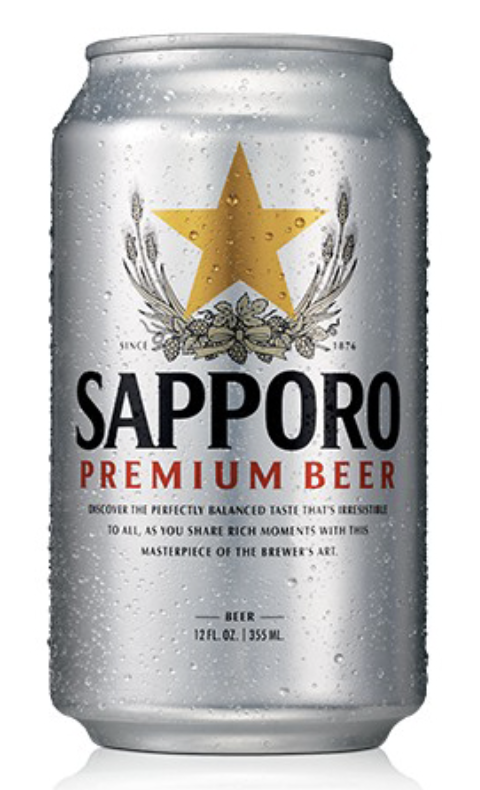 SINCE 1876
SAPPORO
PREMIUM BEER
DISCOVER THE PERFECTLY BALANCED TASTE THAT'S IRRESISTIBLE
TO ALL, AS YOU SHARE RICH MOMENTS WITH THIS
MASTERPIECE OF THE BREWER'S ART.
BEER
12 FL. OZ. | 355 ML.